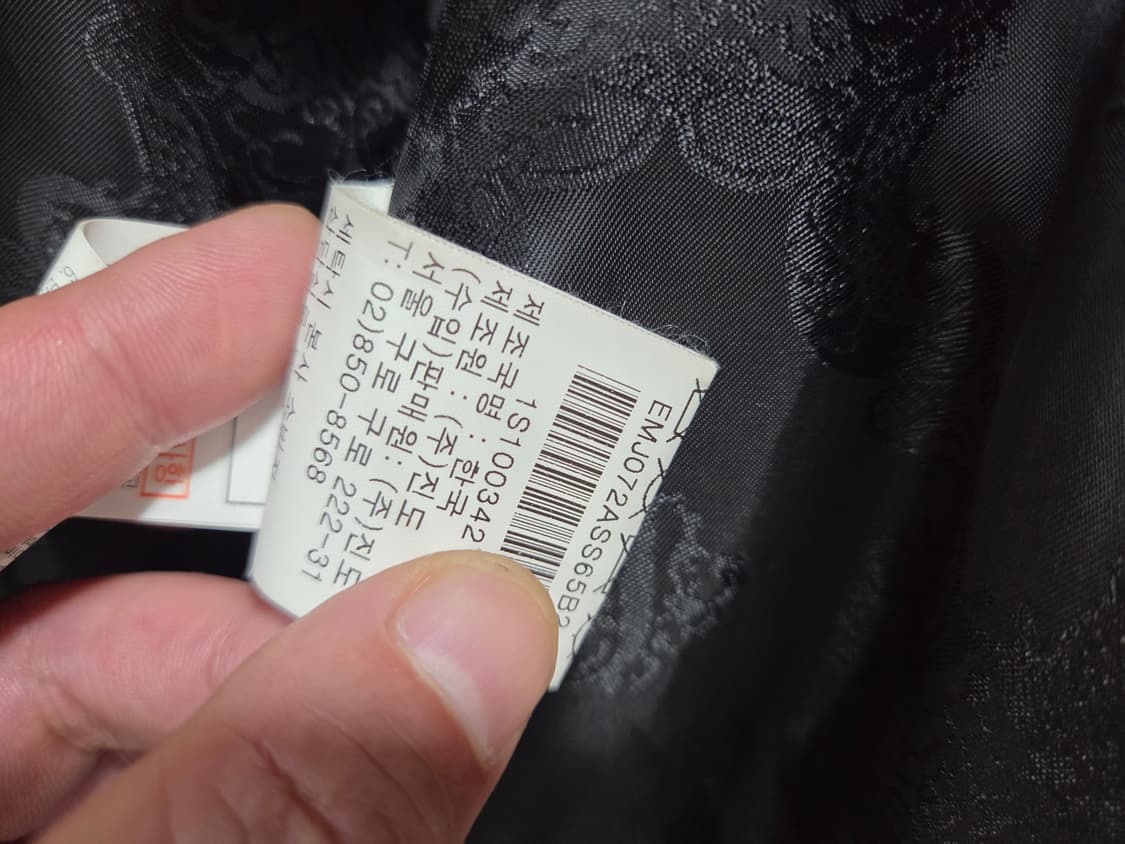 EMJ072ASS65B2
1S100342
제조국명 : 한국
제조원 : (주)진도
(수입)판매원: (주)진도
서울 구로 구로 222-31
T: 02)850-8568